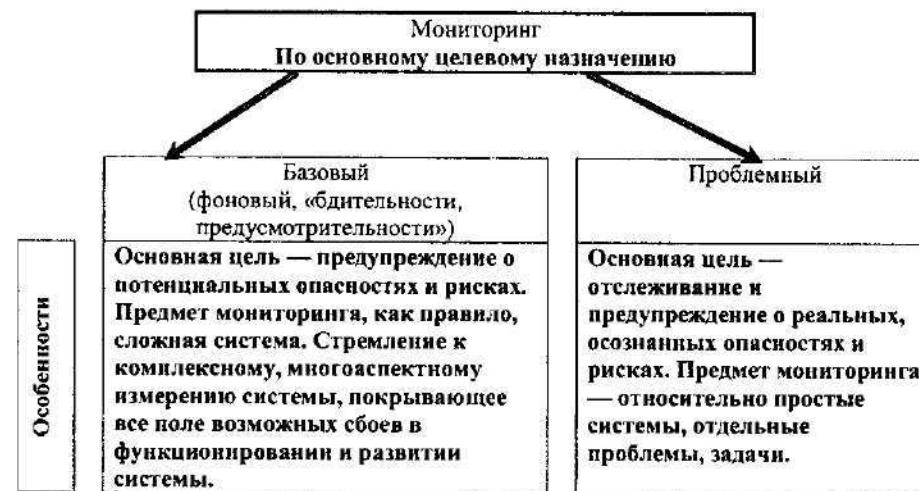 Мониторинг
По основному целевому назначению
Базовый
(фоновый, «бдительности,
предусмотрительности»)
Проблемный
Особенности
Основная цель — предупреждение о
потенциальных опасностях и рисках.
Предмет мониторинга, как правило,
сложная система. Стремление к
комплексному, многоаспектному
измерению системы, покрывающее
все поле возможных сбоев в
функционировании и развитии
системы.
Основная цель —
отслеживание и
предупреждение о реальных,
осознанных опасностях и
рисках. Предмет мониторинга
— относительно простые
системы, отдельные
проблемы, задачи.